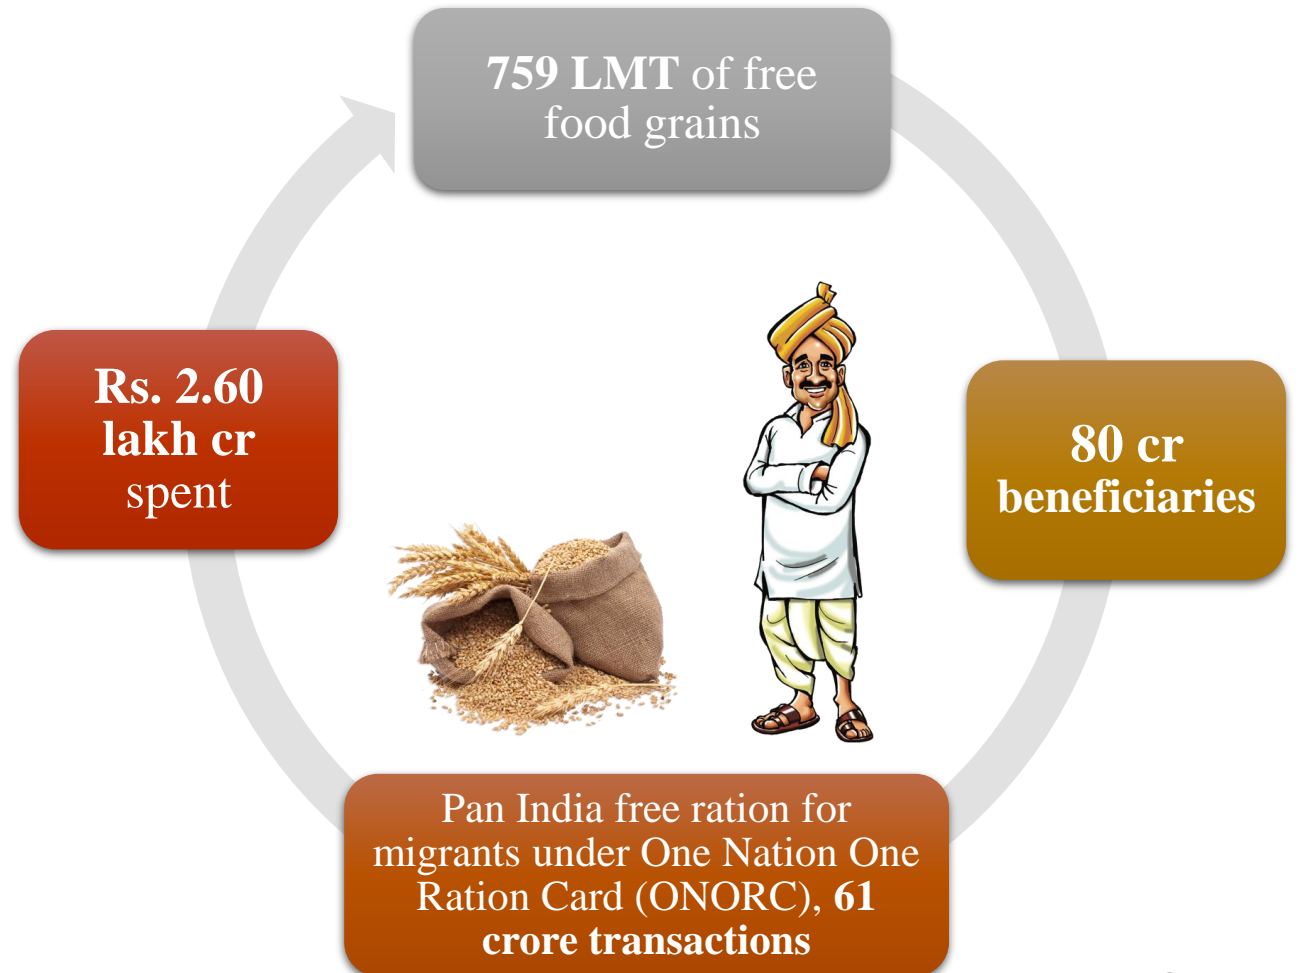 759 LMT of free
food grains
80 cr
beneficiaries
Pan India free ration for
migrants under One Nation One
Ration Card (ONORC), 61
crore transactions
Rs. 2.60
lakh cr
spent